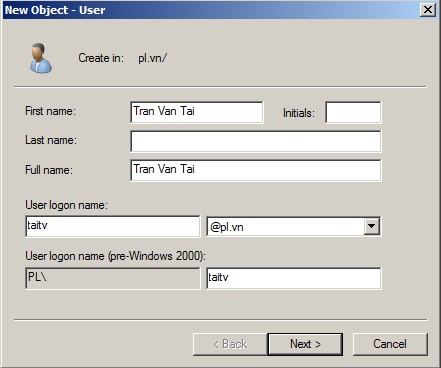 New Object - User
Create in: pl.vn/
First name: Tran Van Tai Initials:
Last name:
Full name: Tran Van Tai
User logon name:
taitv @pl.vn
User logon name (pre-Windows 2000):
PL\ taitv
< Back Next > Cancel